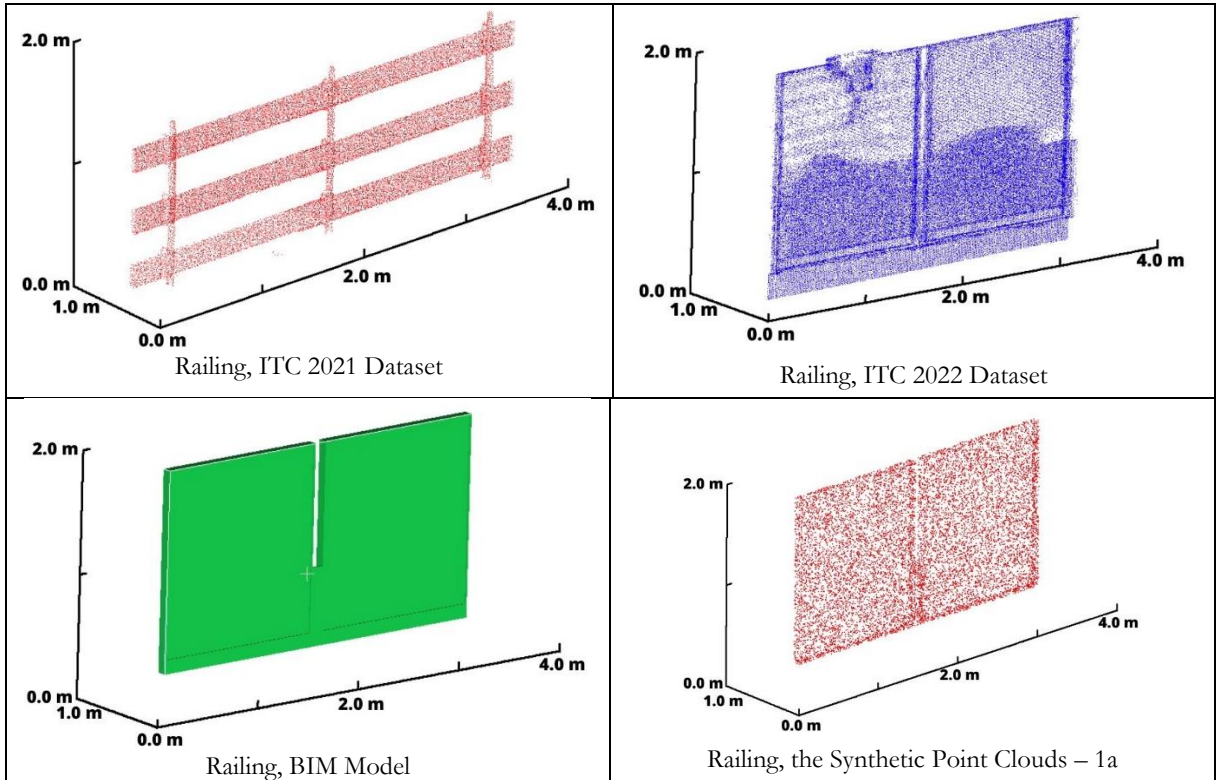 2.0 m
0.0 m
1.0 m
0.0 m
2.0 m
4.0 m
Railing, ITC 2021 Dataset
2.0 m
0.0 m
1.0 m
0.0 m
2.0 m
4.0 m
Railing, ITC 2022 Dataset
2.0 m
0.0 m
1.0 m
0.0 m
2.0 m
4.0 m
Railing, BIM Model
2.0 m
0.0 m
1.0 m
0.0 m
2.0 m
4.0 m
Railing, the Synthetic Point Clouds – 1a